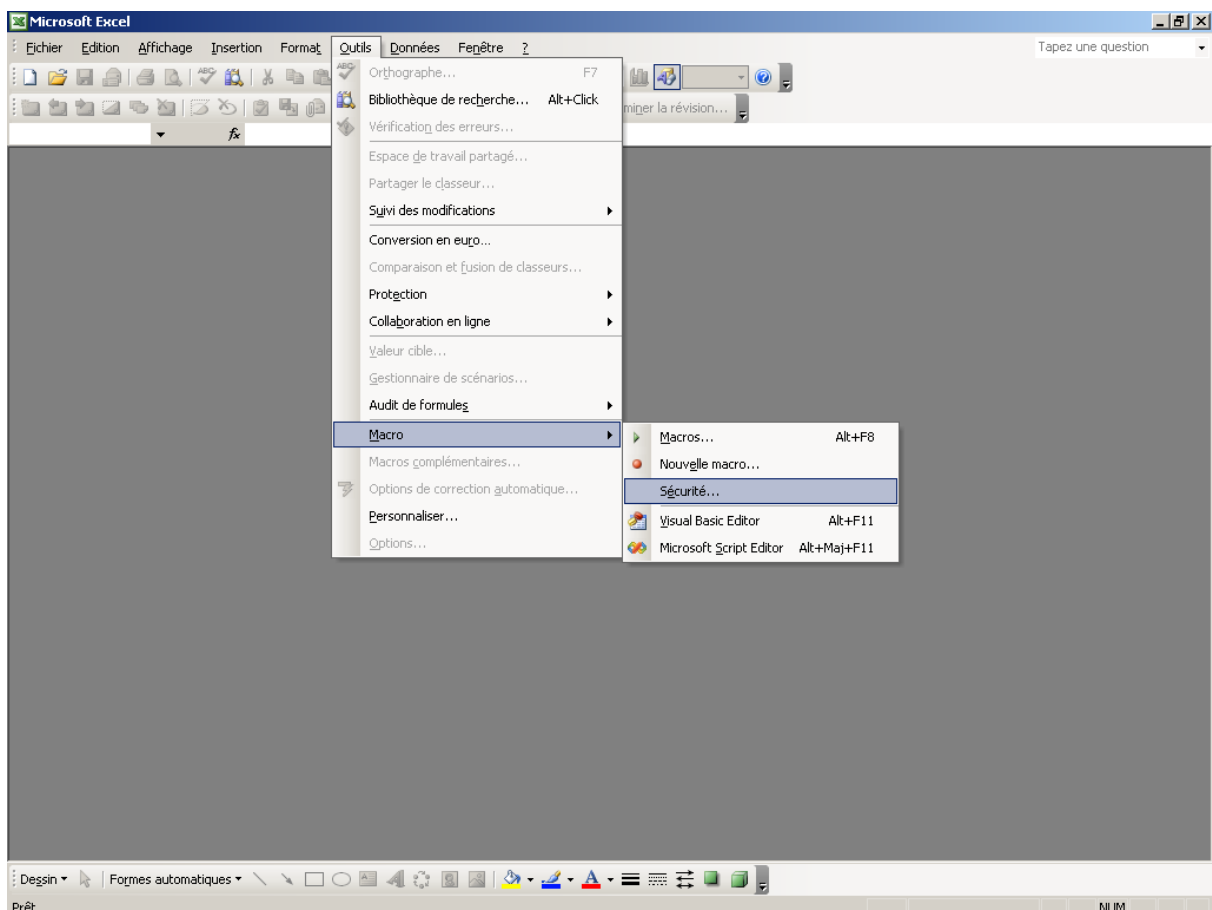 Microsoft Excel
Fichier Edition Affichage Insertion Format Outils Données Fenêtre ? Tapez une question
Orthographe... F7
Bibliothèque de recherche... Alt+Click
miner la révision...
Vérification des erreurs...
fx
Espace de travail partagé...
Partager le classeur...
Suivi des modifications
Conversion en euro...
Comparaison et fusion de classeurs...
Protection
Collaboration en ligne
Valeur cible...
Gestionnaire de scénarios...
Audit de formules
Macro
Macros complémentaires...
Options de correction automatique...
Personnaliser...
Options...
Macros... Alt+F8
Nouvelle macro...
Sécurité...
Visual Basic Editor Alt+F11
Microsoft Script Editor Alt+Maj+F11
Dessin Formes automatiques
Prêt NUM